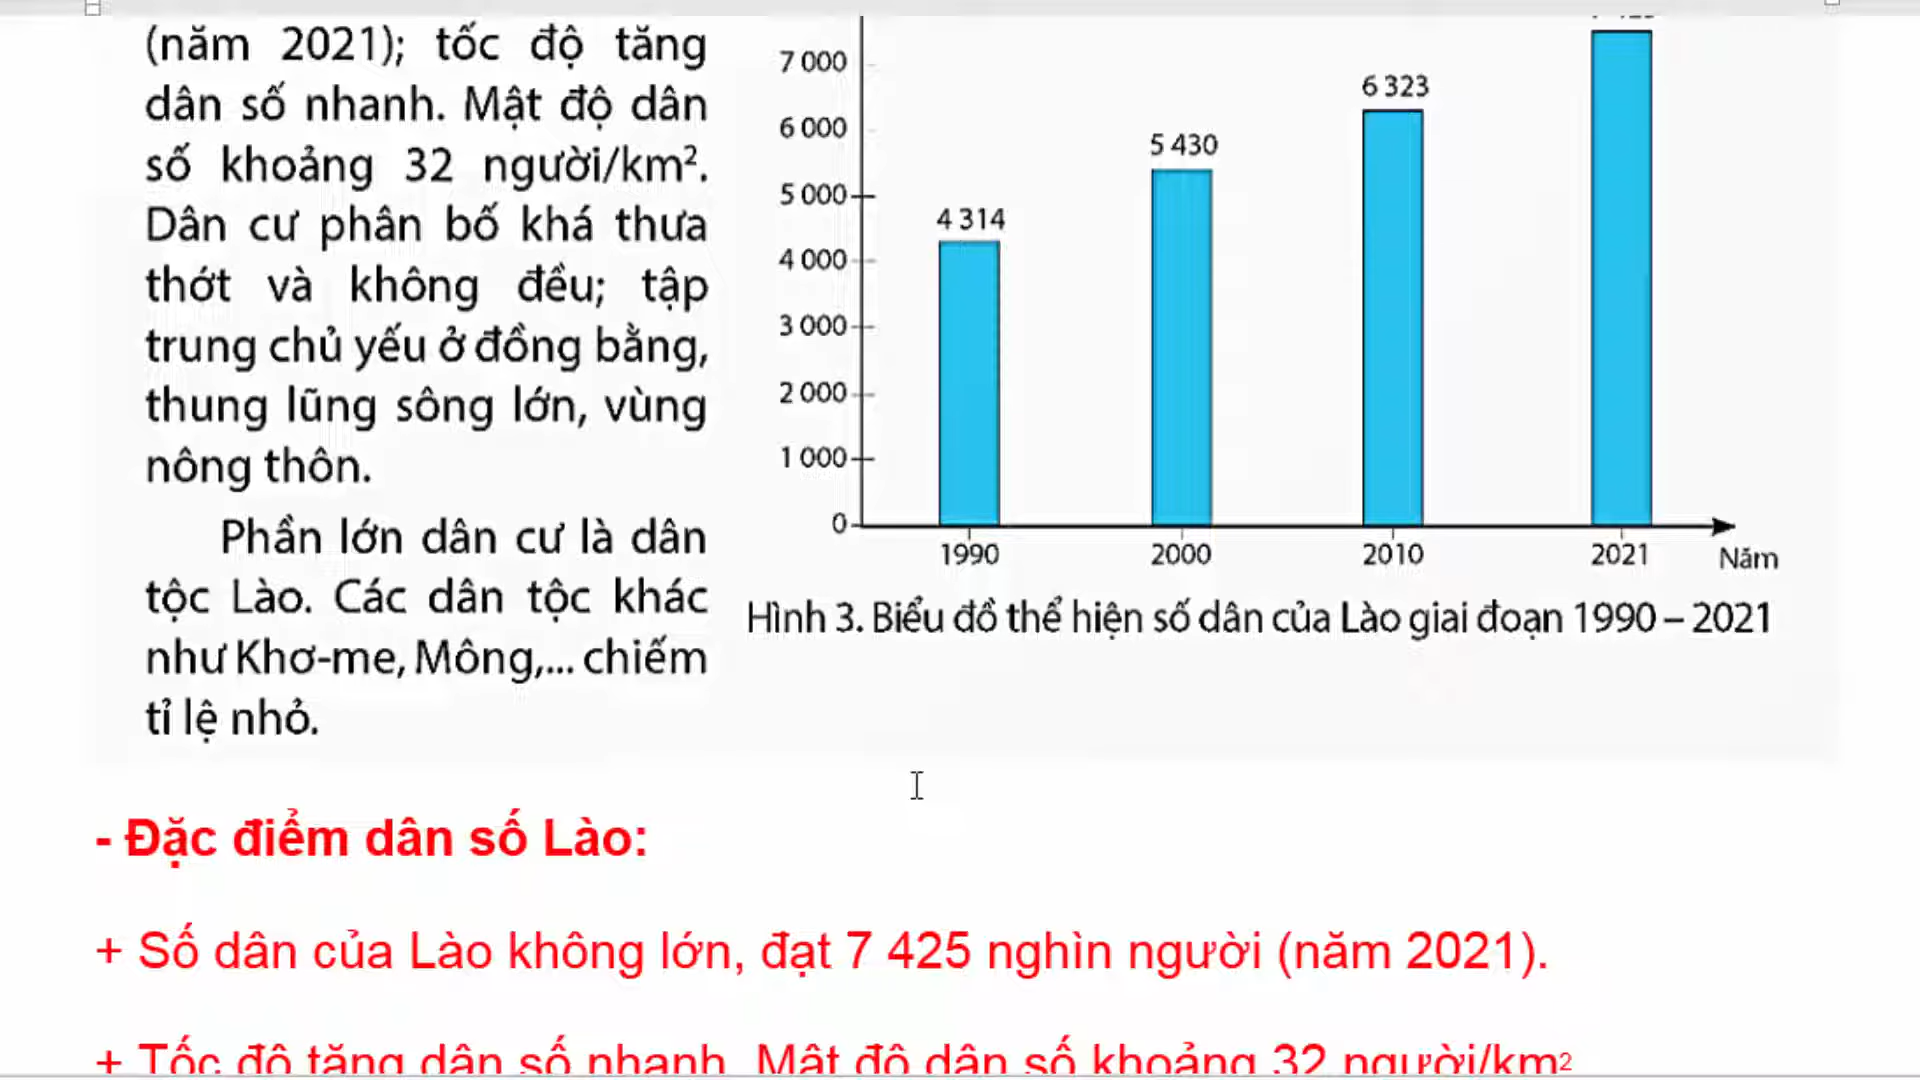 (năm 2021); tốc độ tăng
dân số nhanh. Mật độ dân
số khoảng 32 người/km².
Dân cư phân bố khá thưa
thớt và không đều; tập
trung chủ yếu ở đồng bằng,
thung lũng sông lớn, vùng
nông thôn.
Phần lớn dân cư là dân
tộc Lào. Các dân tộc khác
như Khơ-me, Mông,... chiếm
tỉ lệ nhỏ.
7 000
6 000
5 000
4 000
3 000
2 000
1 000
0
4 314
5 430
6 323
1990
2000
2010
2021
Năm
Hình 3. Biểu đồ thể hiện số dân của Lào giai đoạn 1990 – 2021
- Đặc điểm dân số Lào:
+ Số dân của Lào không lớn, đạt 7 425 nghìn người (năm 2021).
+ Tốc độ tăng dân số nhanh. Mật độ dân số khoảng 32 người/km²